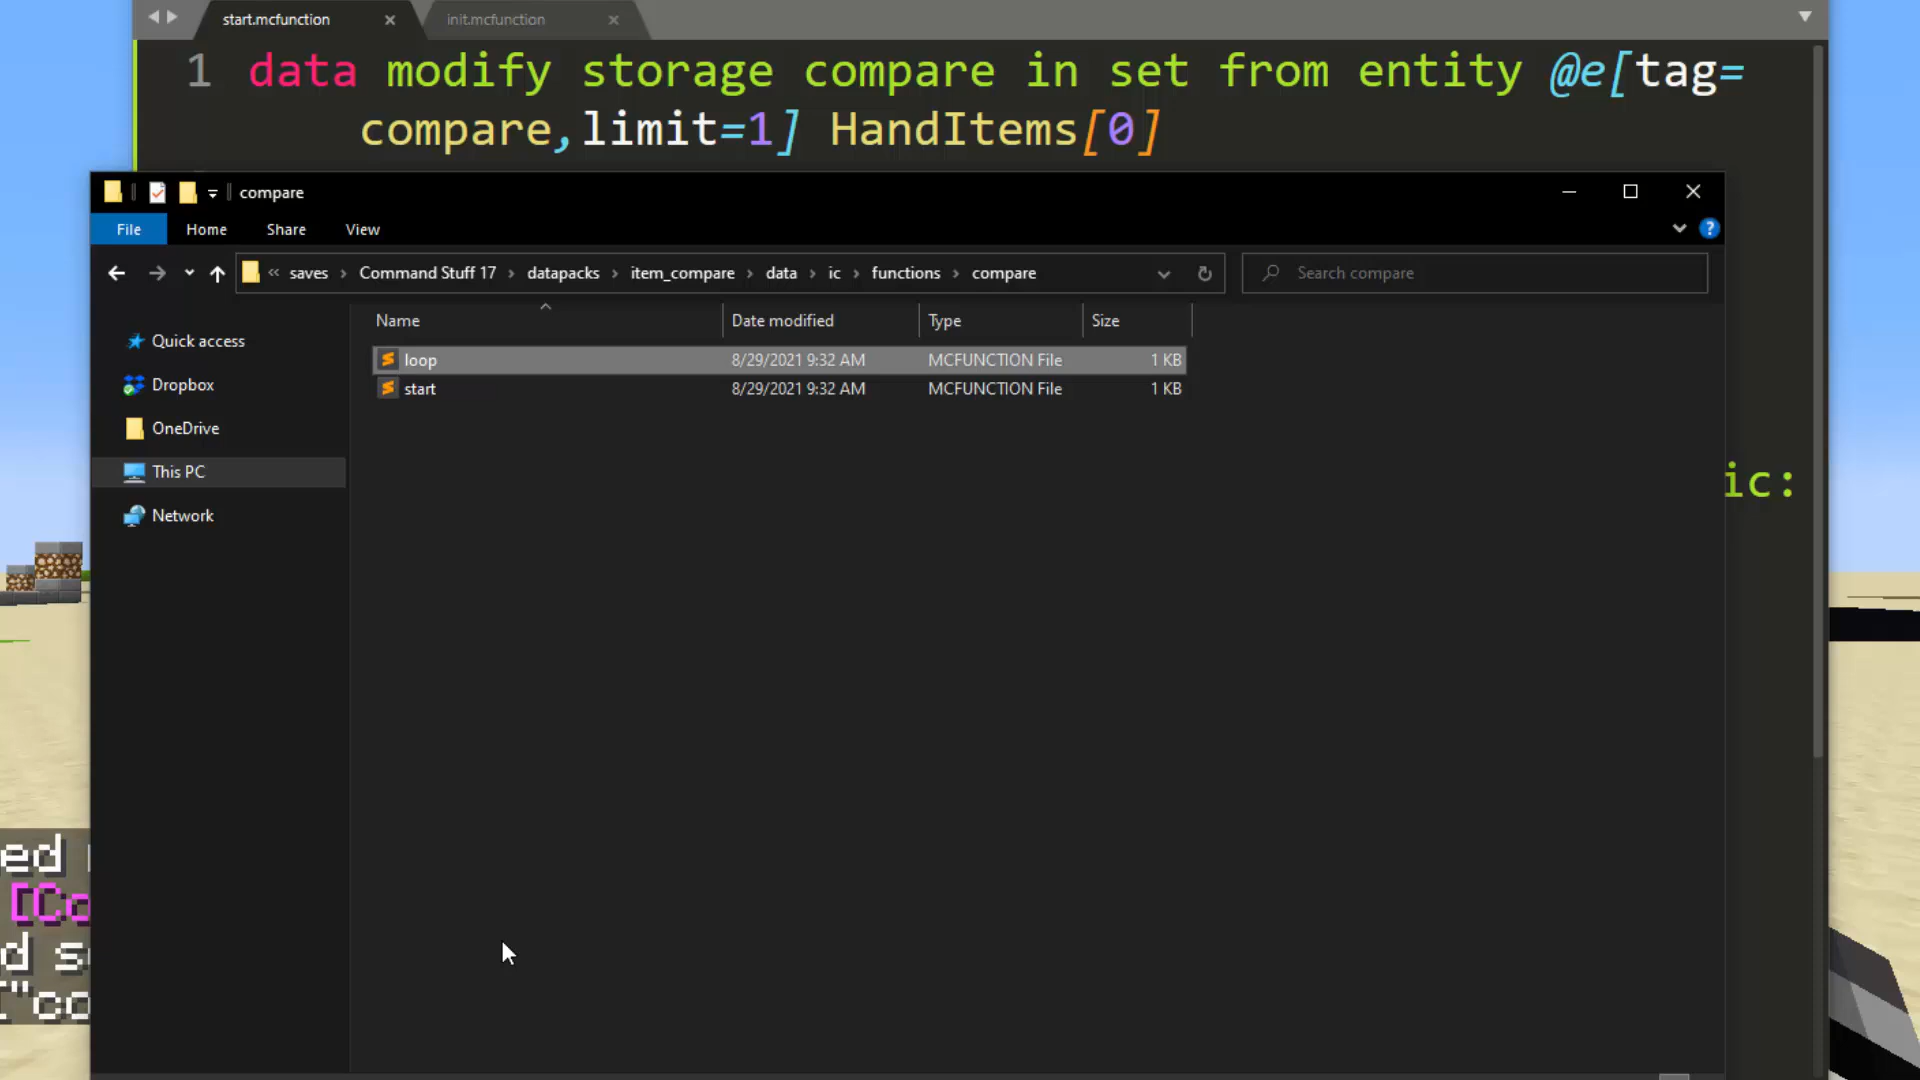 start.mcfunction × init.mcfunction ×
1 data modify storage compare in set from entity @e[tag=
compare,limit=1] HandItems[0]
compare
File Home Share View
« saves › Command Stuff 17 › datapacks › item_compare › data › ic › functions › compare
Search compare
Name Date modified Type Size
Quick access
Dropbox
OneDrive
This PC
Network
loop 8/29/2021 9:32 AM MCFUNCTION File 1 KB
start 8/29/2021 9:32 AM MCFUNCTION File 1 KB
ic:
ed
[Co
d s
{"co